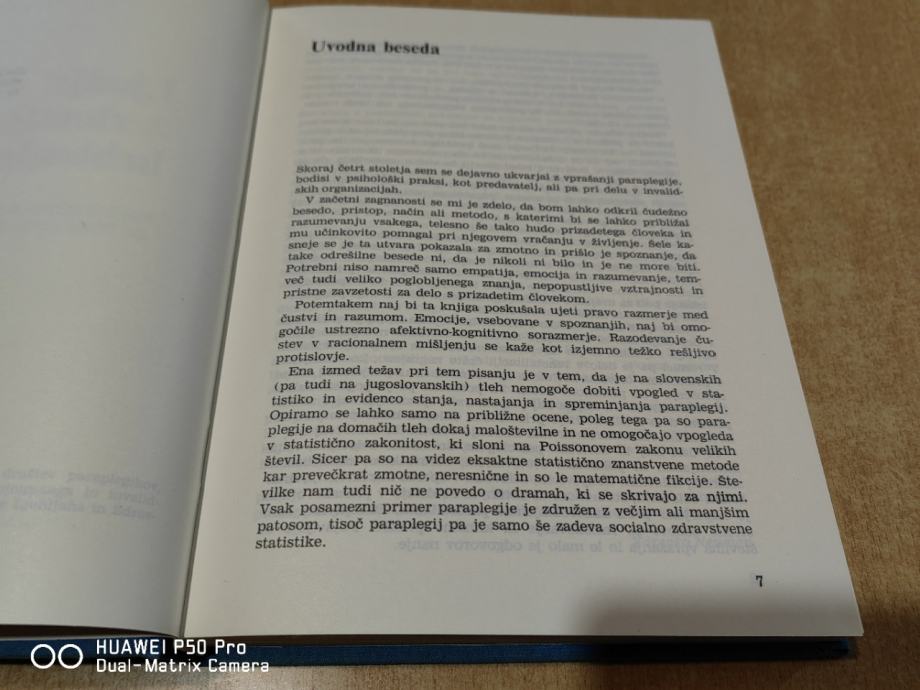 Uvodna beseda
Skoraj četrt stoletja sem se dejavno ukvarjal z vprašanji paraplegije,
bodisi v psihološki praksi, kot predavatelj, ali pa pri delu v invalid-
skih organizacijah.
V začetni zagnanosti se mi je zdelo, da bom lahko odkril čudežno
besedo, pristop, način ali metodo, s katerimi bi se lahko približal
razumevanju vsakega, telesno še tako hudo prizadetega človeka in
mu učinkovito pomagal pri njegovem vračanju v življenje. Šele ka-
sneje se je ta utvara pokazala za zmotno in prišlo je spoznanje, da
take odrešilne besede ni, da je nikoli ni bilo in je ne more biti.
Potrebni niso namreč samo empatija, emocija in razumevanje, tem-
več tudi veliko poglobljenega znanja, nepopustljive vztrajnosti in
pristne zavzetosti za delo s prizadetim človekom.
Potemtakem naj bi ta knjiga poskušala ujeti pravo razmerje med
čustvi in razumom. Emocije, vsebovane v spoznanjih, naj bi omo-
gočile ustrezno afektivno-kognitivno sorazmerje. Razodevanje ču-
stev v racionalnem mišljenju se kaže kot izjemno težko rešljivo
protislovje.
Ena izmed težav pri tem pisanju je v tem, da je na slovenskih
(pa tudi na jugoslovanskih) tleh nemogoče dobiti vpogled v sta-
tistiko in evidenco stanja, nastajanja in spreminjanja paraplegij.
Opiramo se lahko samo na približne ocene, poleg tega pa so para-
plegije na domačih tleh dokaj maloštevilne in ne omogočajo vpogleda
v statistično zakonitost, ki sloni na Poissonovem zakonu velikih
števil. Sicer pa so na videz eksaktne statistično znanstvene metode
kar prevečkrat zmotne, neresnične in so le matematične fikcije. Šte-
vilke nam tudi nič ne povedo o dramah, ki se skrivajo za njimi.
Vsak posamezni primer paraplegije je združen z večjim ali manjšim
patosom, tisoč paraplegij pa je samo še zadeva socialno zdravstvene
statistike.
7
HUAWEI P50 Pro
Dual-Matrix Camera